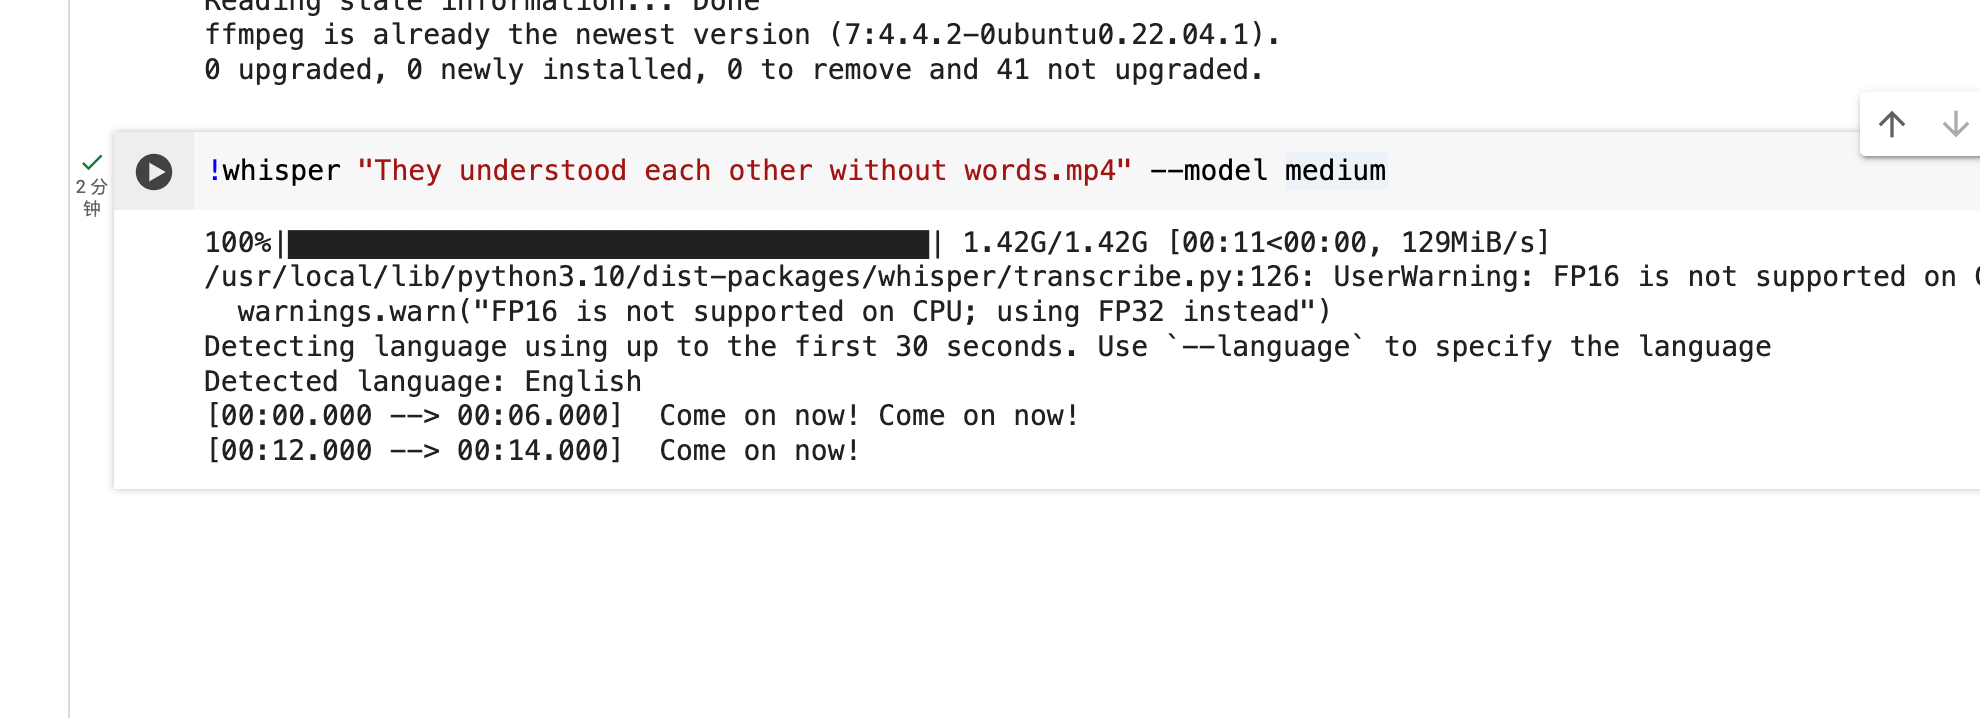 Reading state information... Done
ffmpeg is already the newest version (7:4.4.2-0ubuntu0.22.04.1).
0 upgraded, 0 newly installed, 0 to remove and 41 not upgraded.
2 分
钟
!whisper "They understood each other without words.mp4" --model medium
100%| | 1.42G/1.42G [00:11<00:00, 129MiB/s]
/usr/local/lib/python3.10/dist-packages/whisper/transcribe.py:126: UserWarning: FP16 is not supported on
warnings.warn("FP16 is not supported on CPU; using FP32 instead")
Detecting language using up to the first 30 seconds. Use `--language` to specify the language
Detected language: English
[00:00.000 --> 00:06.000]  Come on now! Come on now!
[00:12.000 --> 00:14.000]  Come on now!